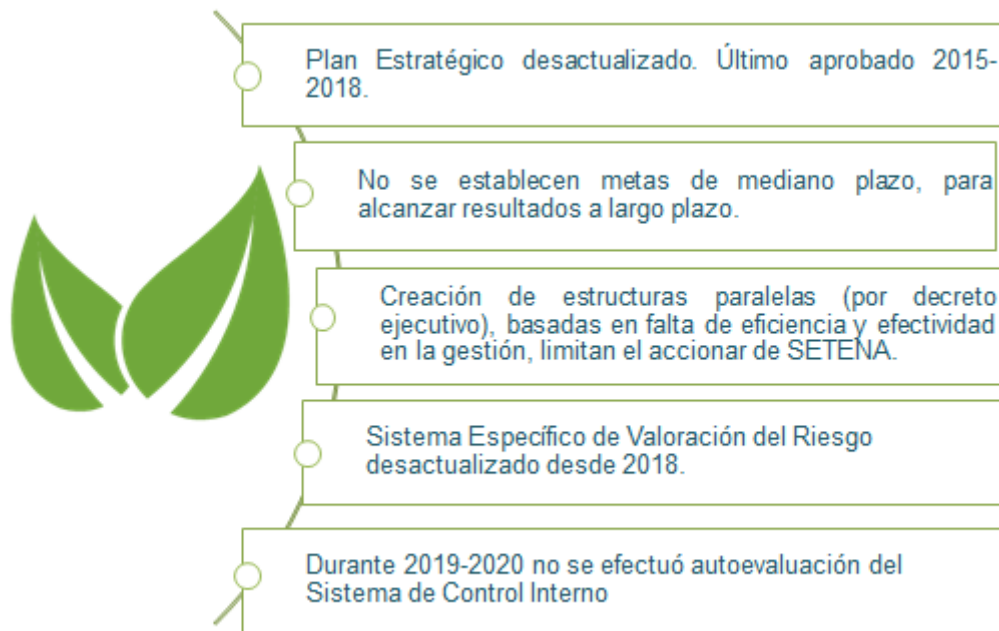 Plan Estratégico desactualizado. Último aprobado 2015-
2018.
No se establecen metas de mediano plazo, para
alcanzar resultados a largo plazo.
Creación de estructuras paralelas (por decreto
ejecutivo), basadas en falta de eficiencia y efectividad
en la gestión, limitan el accionar de SETENA.
Sistema Específico de Valoración del Riesgo
desactualizado desde 2018.
Durante 2019-2020 no se efectuó autoevaluación del
Sistema de Control Interno